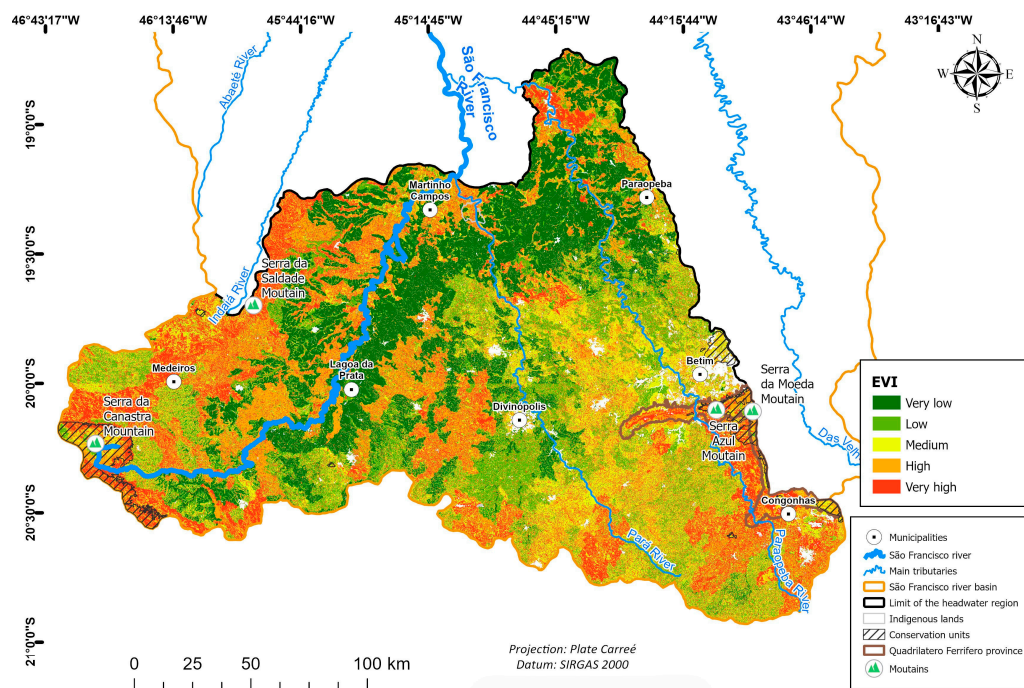 46°43'17"W 46°13'46"W 44°44'16"W 45°14'45"W 44°45'15"W 44°15'44"W 43°46'14"W 43°16'43"W
N
W E
S
19°0'0"S
19°30'0"S
20°0'0"S
20°30'0"S
21°0'0"S
Abaeté River
São Francisco
River
Martinho
Campos
Paraopeba
Serra da
Saldade
Moutain
Indaiá River
Medeiros
Lagoa da
Prata
Betim
Serra
da Moeda
Moutain
Serra da
Canastra
Mountain
Divinópolis
Serra
Azul
Moutain
Das Velh
Congonhas
Pará River
Paraopeba River
EVI
Very low
Low
Medium
High
Very high
Municipalities
São Francisco river
Main tributaries
São Francisco river basin
Limit of the headwater region
Indigenous lands
Conservation units
Quadrilatero Ferrifero province
Moutains
0 25 50 100 km
Projection: Plate Carreé
Datum: SIRGAS 2000